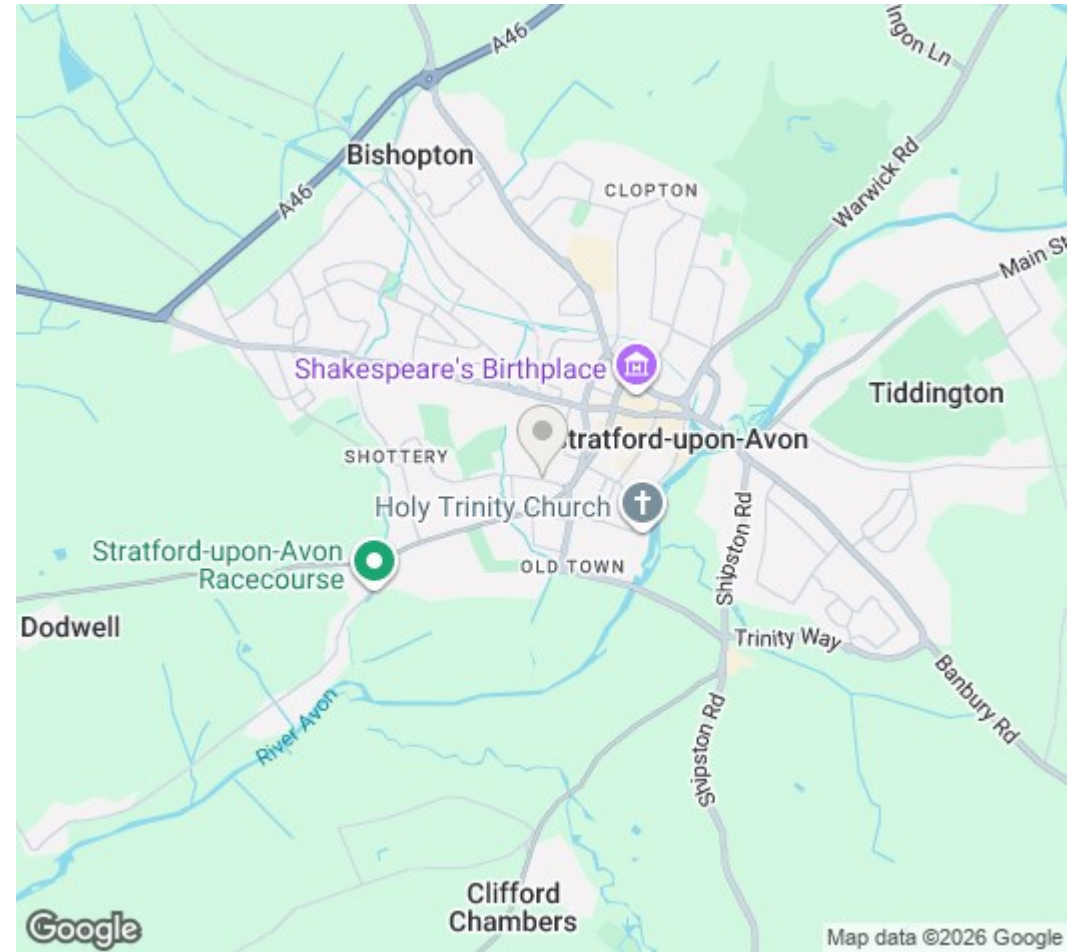 A46
Ingon Ln
Bishopton
CLOPTON
Warwick Rd
A46
Main St
Shakespeare's Birthplace
Tiddington
tratford-upon-Avon
SHOTTERY
Holy Trinity Church
Shipston Rd
Stratford-upon-Avon
Racecourse
OLD TOWN
Dodwell
Trinity Way
Banbury Rd
River Avon
Shipston Rd
Clifford
Chambers
Google
Map data ©2026 Google